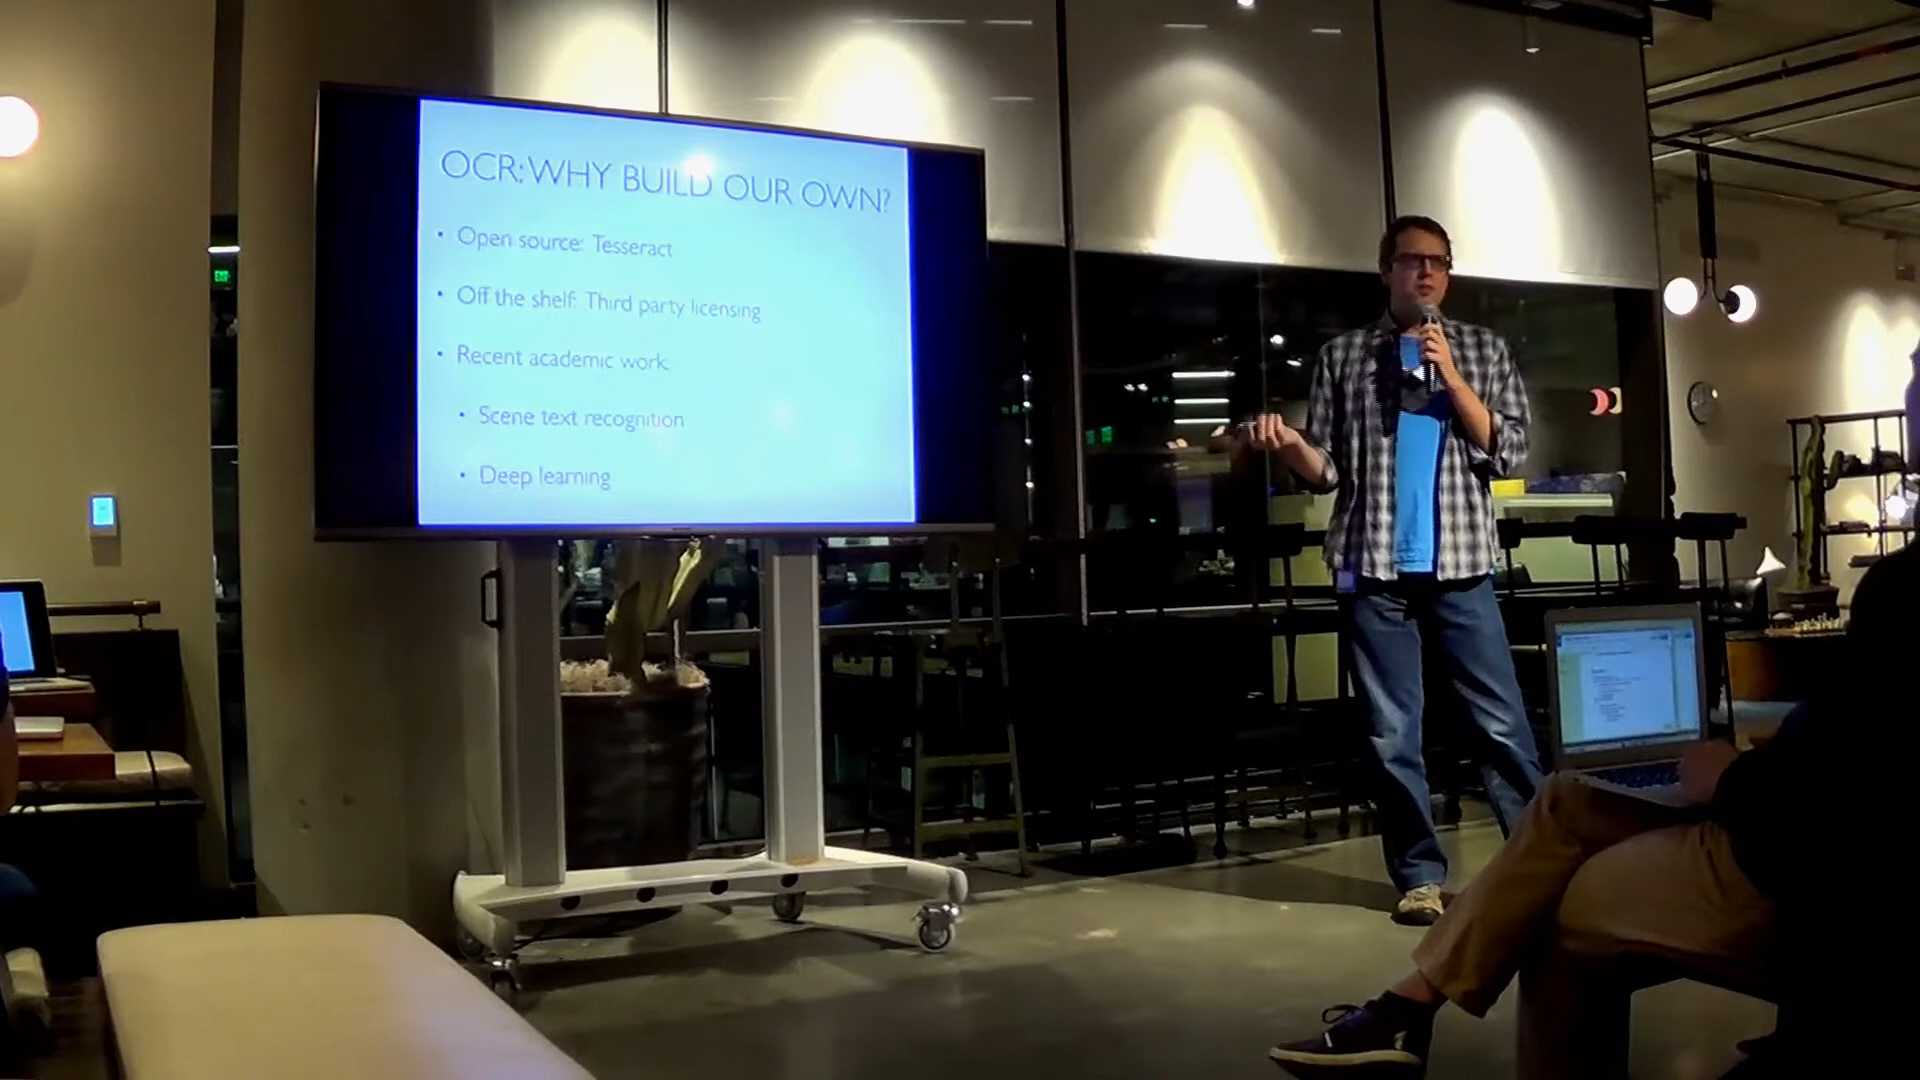 OCR: WHY BUILD OUR OWN?
• Open source: Tesseract
• Off the shelf: Third party licensing
• Recent academic work
• Scene text recognition
• Deep learning